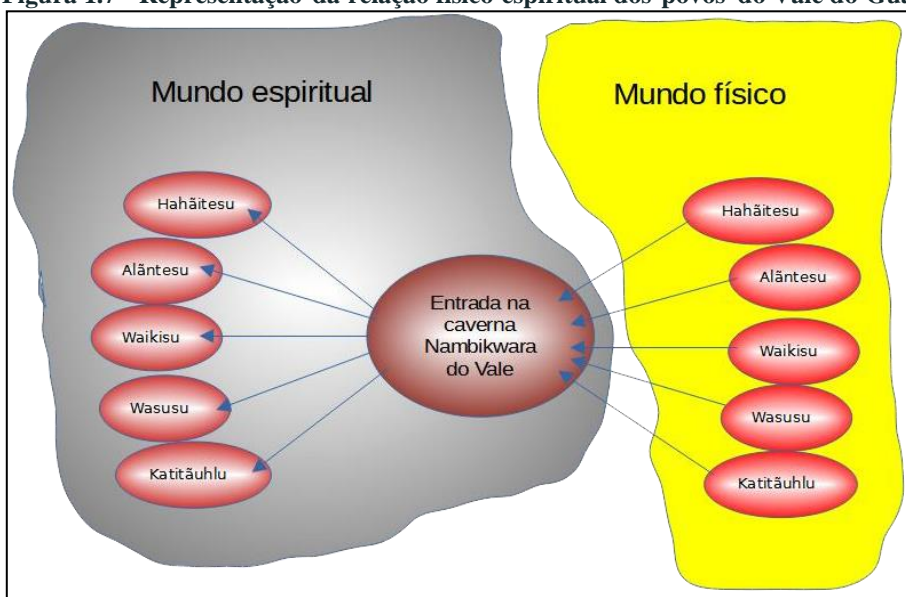 Figura 1.7 - Representação da relação físico-espiritual dos povos do Vale do
Mundo espiritual
Mundo físico
Hahãitesu
Alãntesu
Waikisu
Wasusu
Katitãuhlu
Entrada na
caverna
Nambikwara
do Vale
Hahãitesu
Alãntesu
Waikisu
Wasusu
Katitãuhlu